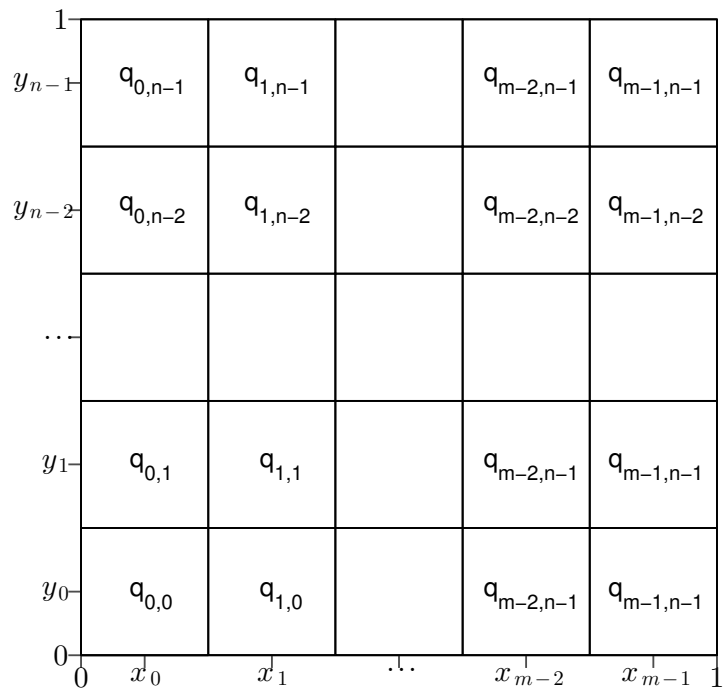 1
y_{n−1} q_{0,n−1} q_{1,n−1} q_{m−2,n−1} q_{m−1,n−1}
y_{n−2} q_{0,n−2} q_{1,n−2} q_{m−2,n−2} q_{m−1,n−2}
...
y_1 q_{0,1} q_{1,1} q_{m−2,n−1} q_{m−1,n−1}
y_0 q_{0,0} q_{1,0} q_{m−2,n−1} q_{m−1,n−1}
0
0 x_0 x_1 ... x_{m−2} x_{m−1} 1